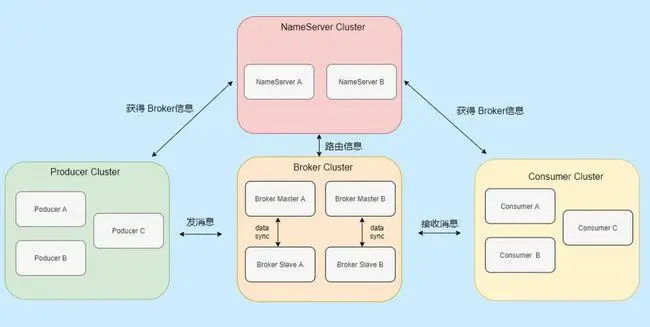 NameServer Cluster
NameServer A
NameServer B
获得 Broker信息
获得 Broker信息
路由信息
Producer Cluster
Poducer A
Poducer C
Poducer B
发消息
Broker Cluster
Broker Master A
Broker Master B
data
sync
data
sync
Broker Slave A
Broker Slave B
接收消息
Consumer Cluster
Consumer A
Consumer C
Consumer B